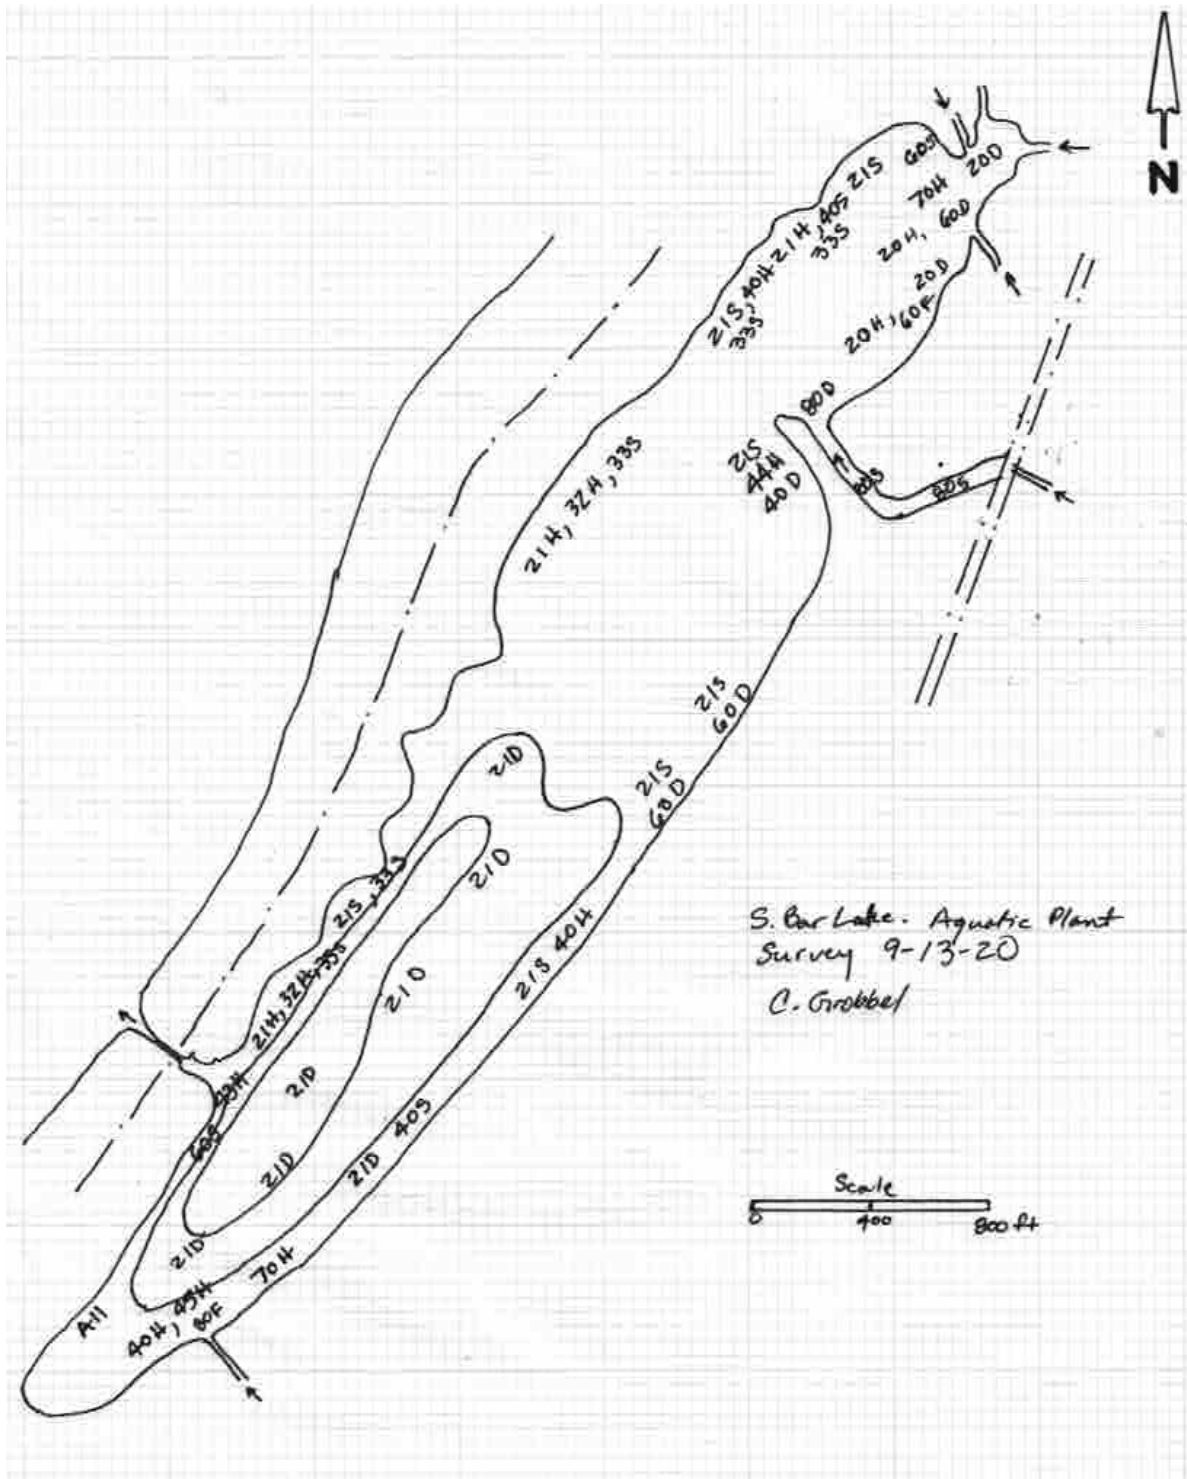 N
60S
20D
21S
70H
60D
21H, 40S
33S
20H,
21S, 40H
33S
20D
20H, 60F
80D
21H, 32H, 33S
21S
44H
40D
80S
80S
21S
60D
21D
21S
60D
21D
21S, 33S
S. Bar Lake. Aquatic Plant
Survey 9-13-20
C. Grobbel
21S 40H
21D
21H, 32H, 33S
43H
21D
40S
60S
21D
21D
Scale
0 400 800 ft
21D
70H
All
40H, 45H
80F